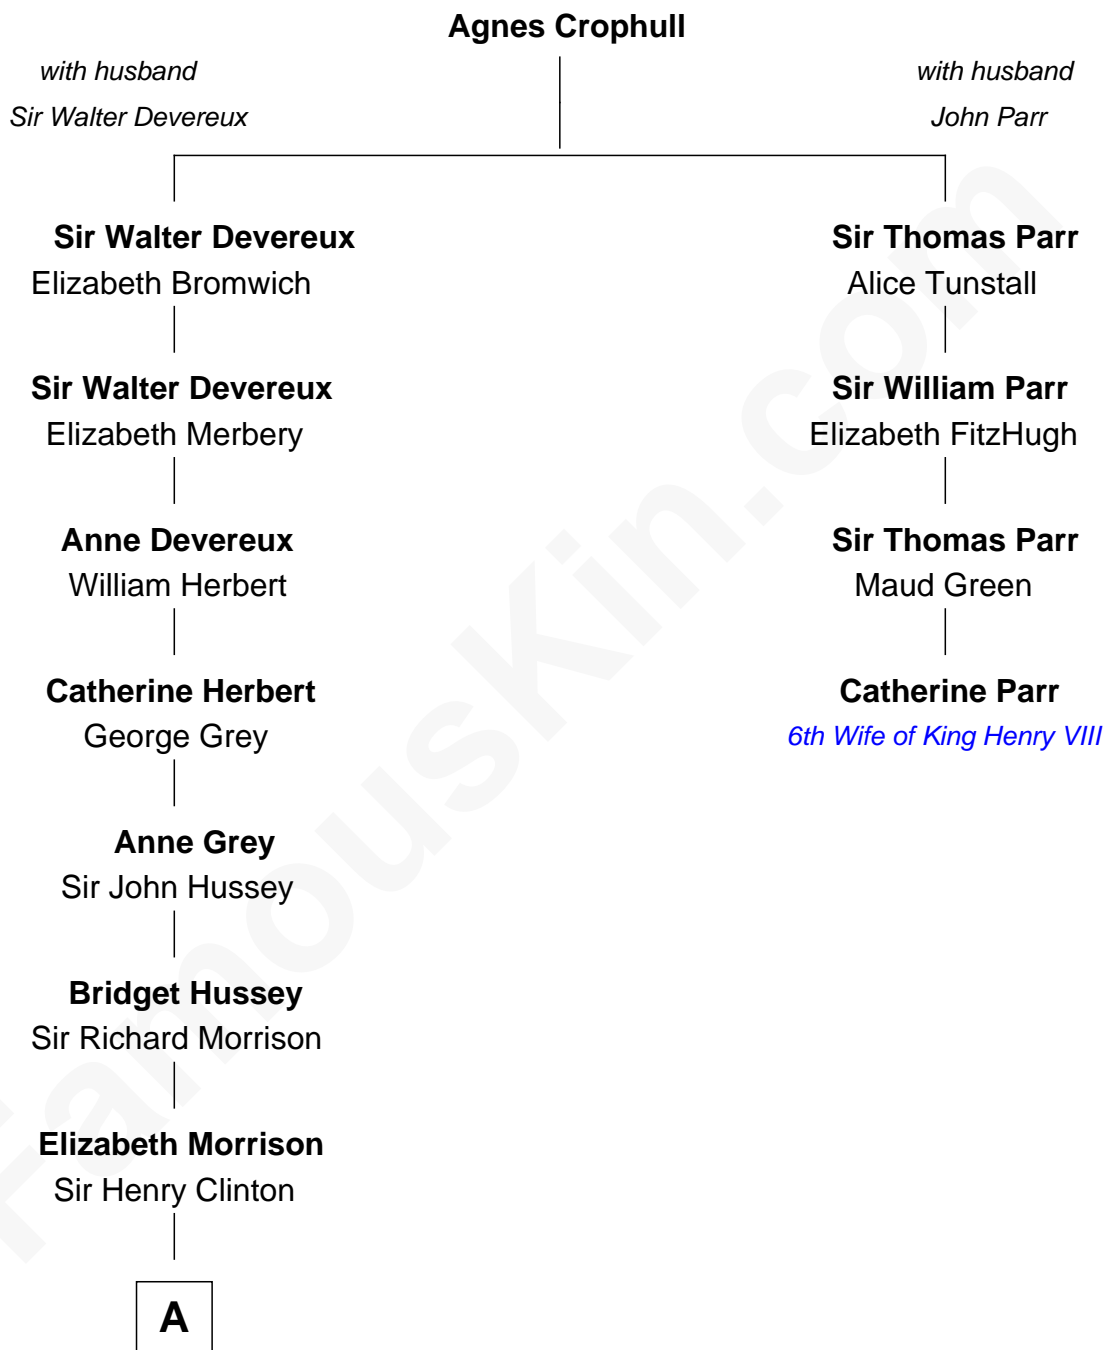 Agnes Crophull
with husband
Sir Walter Devereux
with husband
John Parr
Sir Walter Devereux
Elizabeth Bromwich
Sir Thomas Parr
Alice Tunstall
Sir Walter Devereux
Elizabeth Merbery
Sir William Parr
Elizabeth FitzHugh
Anne Devereux
William Herbert
Sir Thomas Parr
Maud Green
Catherine Herbert
George Grey
Catherine Parr
6th Wife of King Henry VIII
Anne Grey
Sir John Hussey
Bridget Hussey
Sir Richard Morrison
Elizabeth Morrison
Sir Henry Clinton
A
FamousKin.com